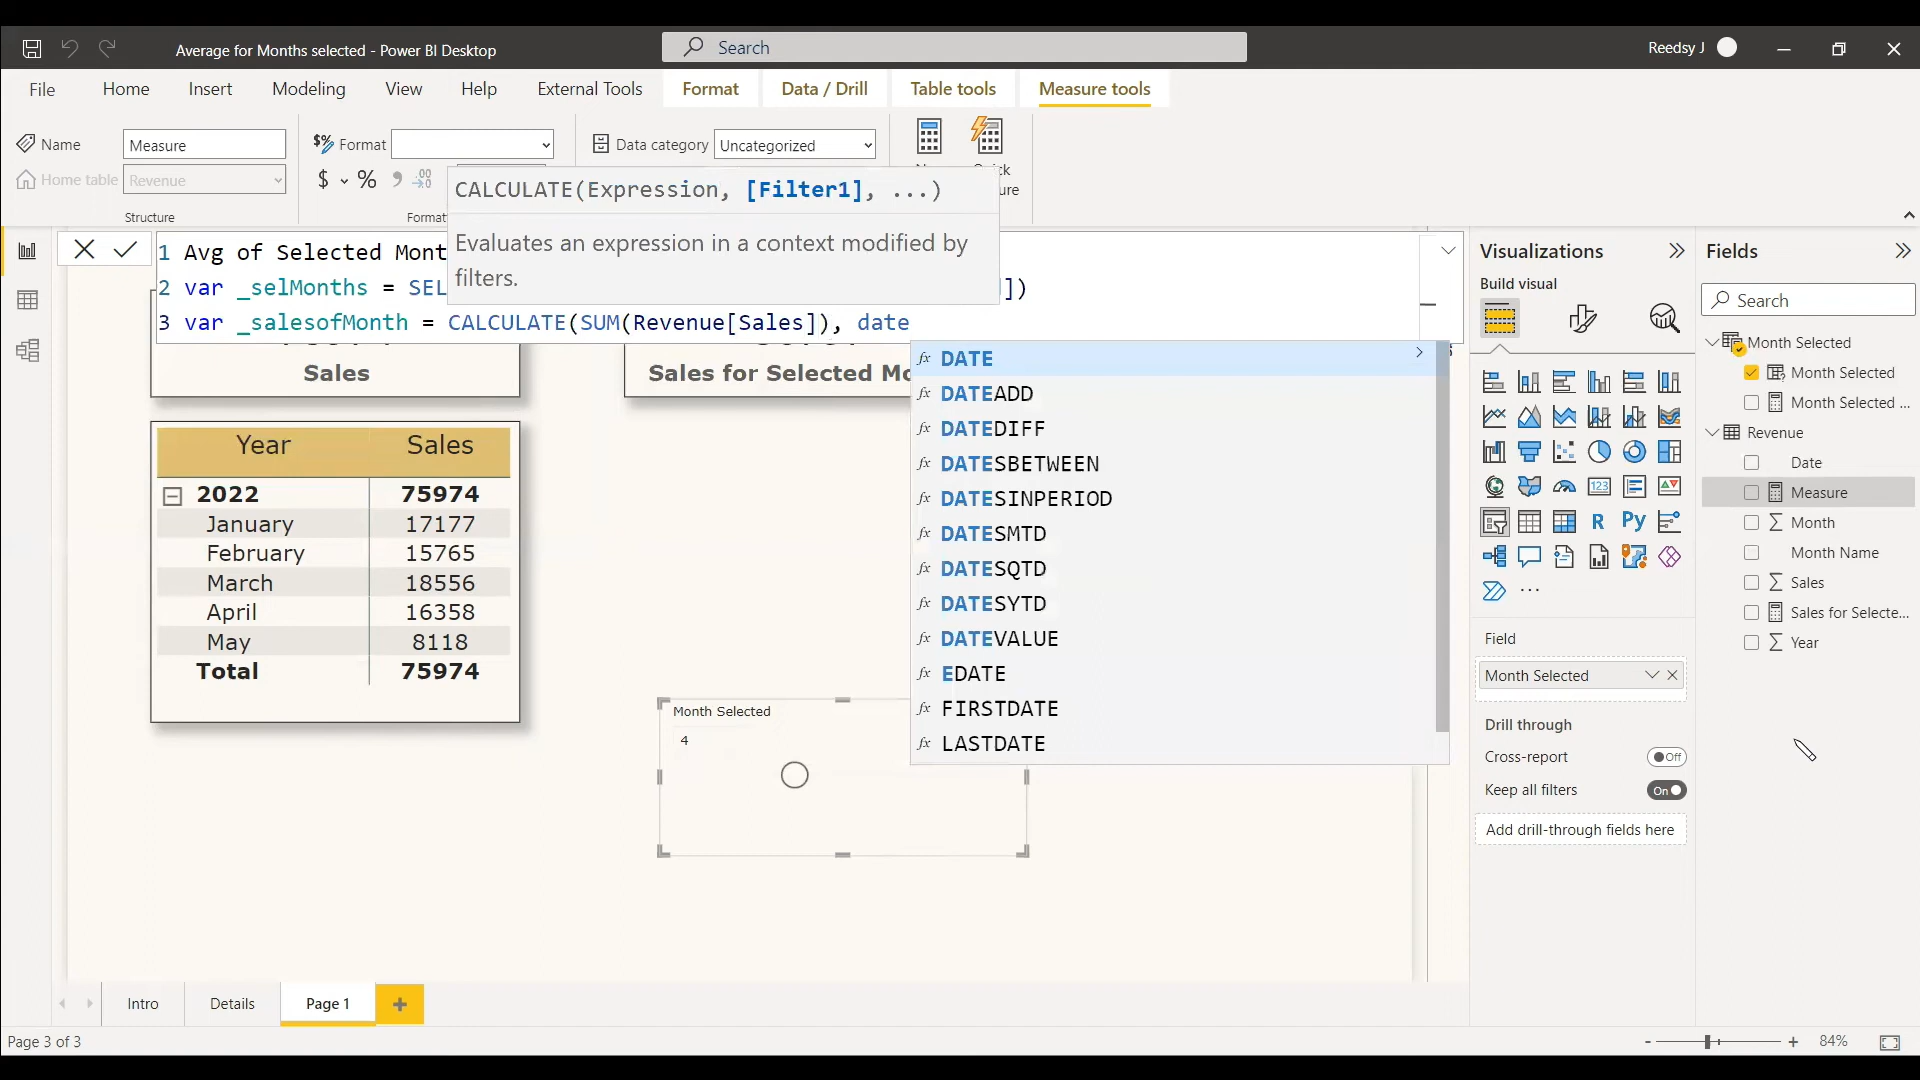 Average for Months selected - Power BI Desktop
Search
Reedsy J
File
Home
Insert
Modeling
View
Help
External Tools
Format
Data / Drill
Table tools
Measure tools
Name
Measure
Home table
Revenue
Structure
Format
$
%
Data category
Uncategorized
CALCULATE(Expression, [Filter1], ...)
Evaluates an expression in a context modified by
filters.
1 Avg of Selected Mont
2 var _selMonths = SEL
])
3 var _salesofMonth = CALCULATE(SUM(Revenue[Sales]), date
DATE
DATEADD
DATEDIFF
DATESBETWEEN
DATESINPERIOD
DATESMTD
DATESQTD
DATESYTD
DATEVALUE
EDATE
FIRSTDATE
LASTDATE
Sales
Sales for Selected Mo
Year Sales
2022 75974
January 17177
February 15765
March 18556
April 16358
May 8118
Total 75974
Month Selected
4
Visualizations
Build visual
123
R
Py
...
Field
Month Selected
Drill through
Cross-report
Off
Keep all filters
On
Add drill-through fields here
Fields
Search
Month Selected
Month Selected
Month Selected ...
Revenue
Date
Measure
Month
Month Name
Sales
Sales for Selecte...
Year
Intro
Details
Page 1
+
Page 3 of 3
- + 84%